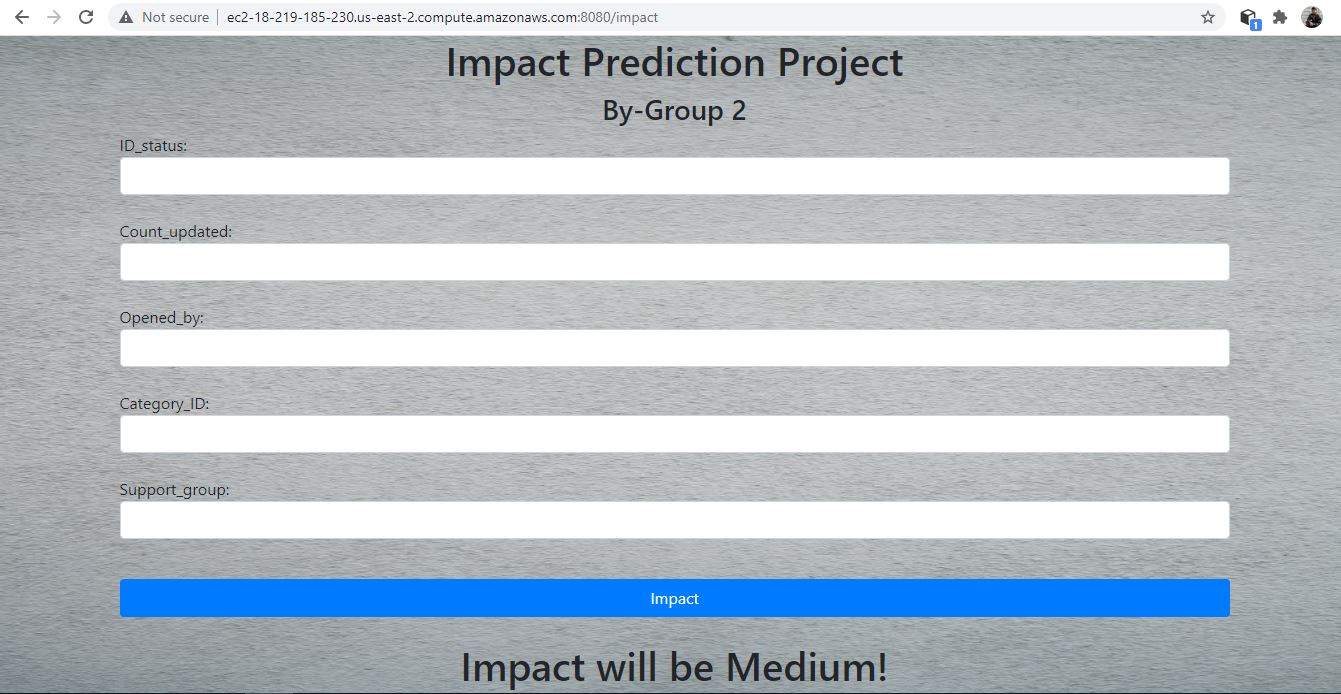 Not secure
ec2-18-219-185-230.us-east-2.compute.amazonaws.com:8080/impact
1
Impact Prediction Project
By-Group 2
ID_status:
Count_updated:
Opened_by:
Category_ID:
Support_group:
Impact
Impact will be Medium!